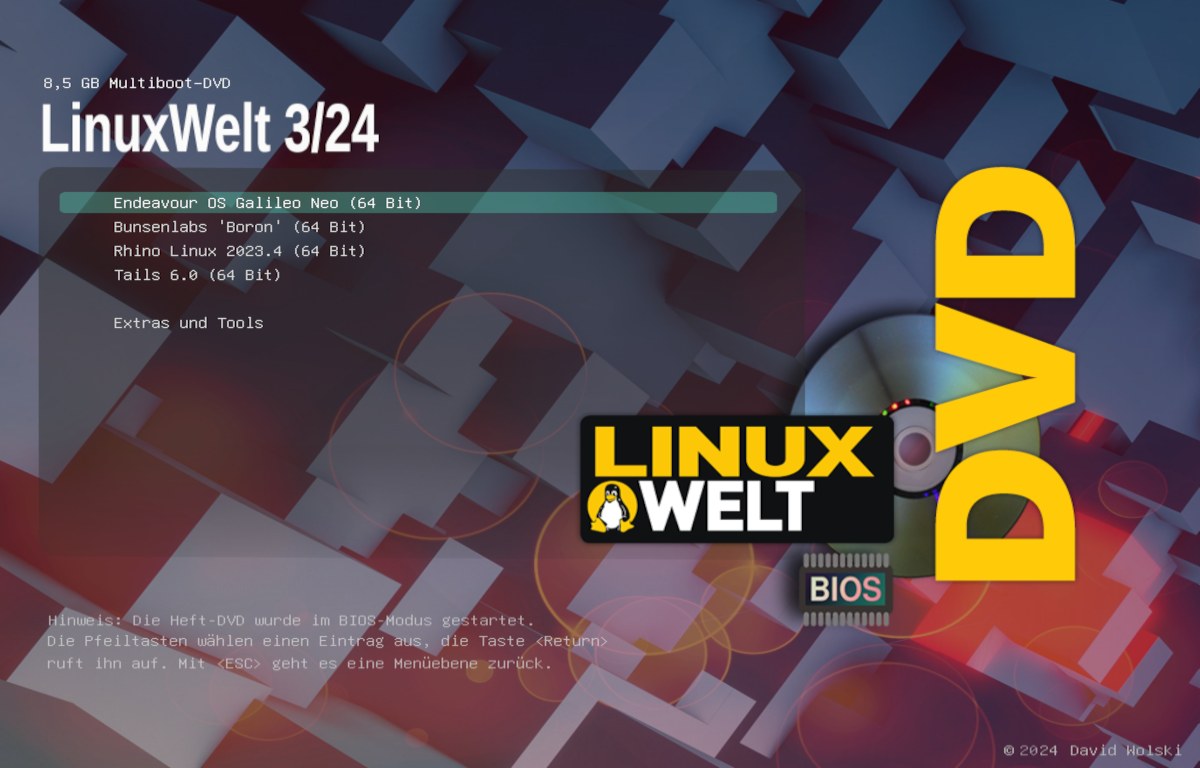 8,5 GB Multiboot-DVD
LinuxWelt 3/24
Endeavour OS Galileo Neo (64 Bit)
Bunsenlabs 'Boron' (64 Bit)
Rhino Linux 2023.4 (64 Bit)
Tails 6.0 (64 Bit)
Extras und Tools
DVD
LINUX
WELT
BIOS
Hinweis: Die Heft-DVD wurde im BIOS-Modus gestartet.
Die Pfeiltasten wählen einen Eintrag aus, die Taste <Return>
ruft ihn auf. Mit <ESC> geht es eine Menüebene zurück.
© 2024 David Wolski